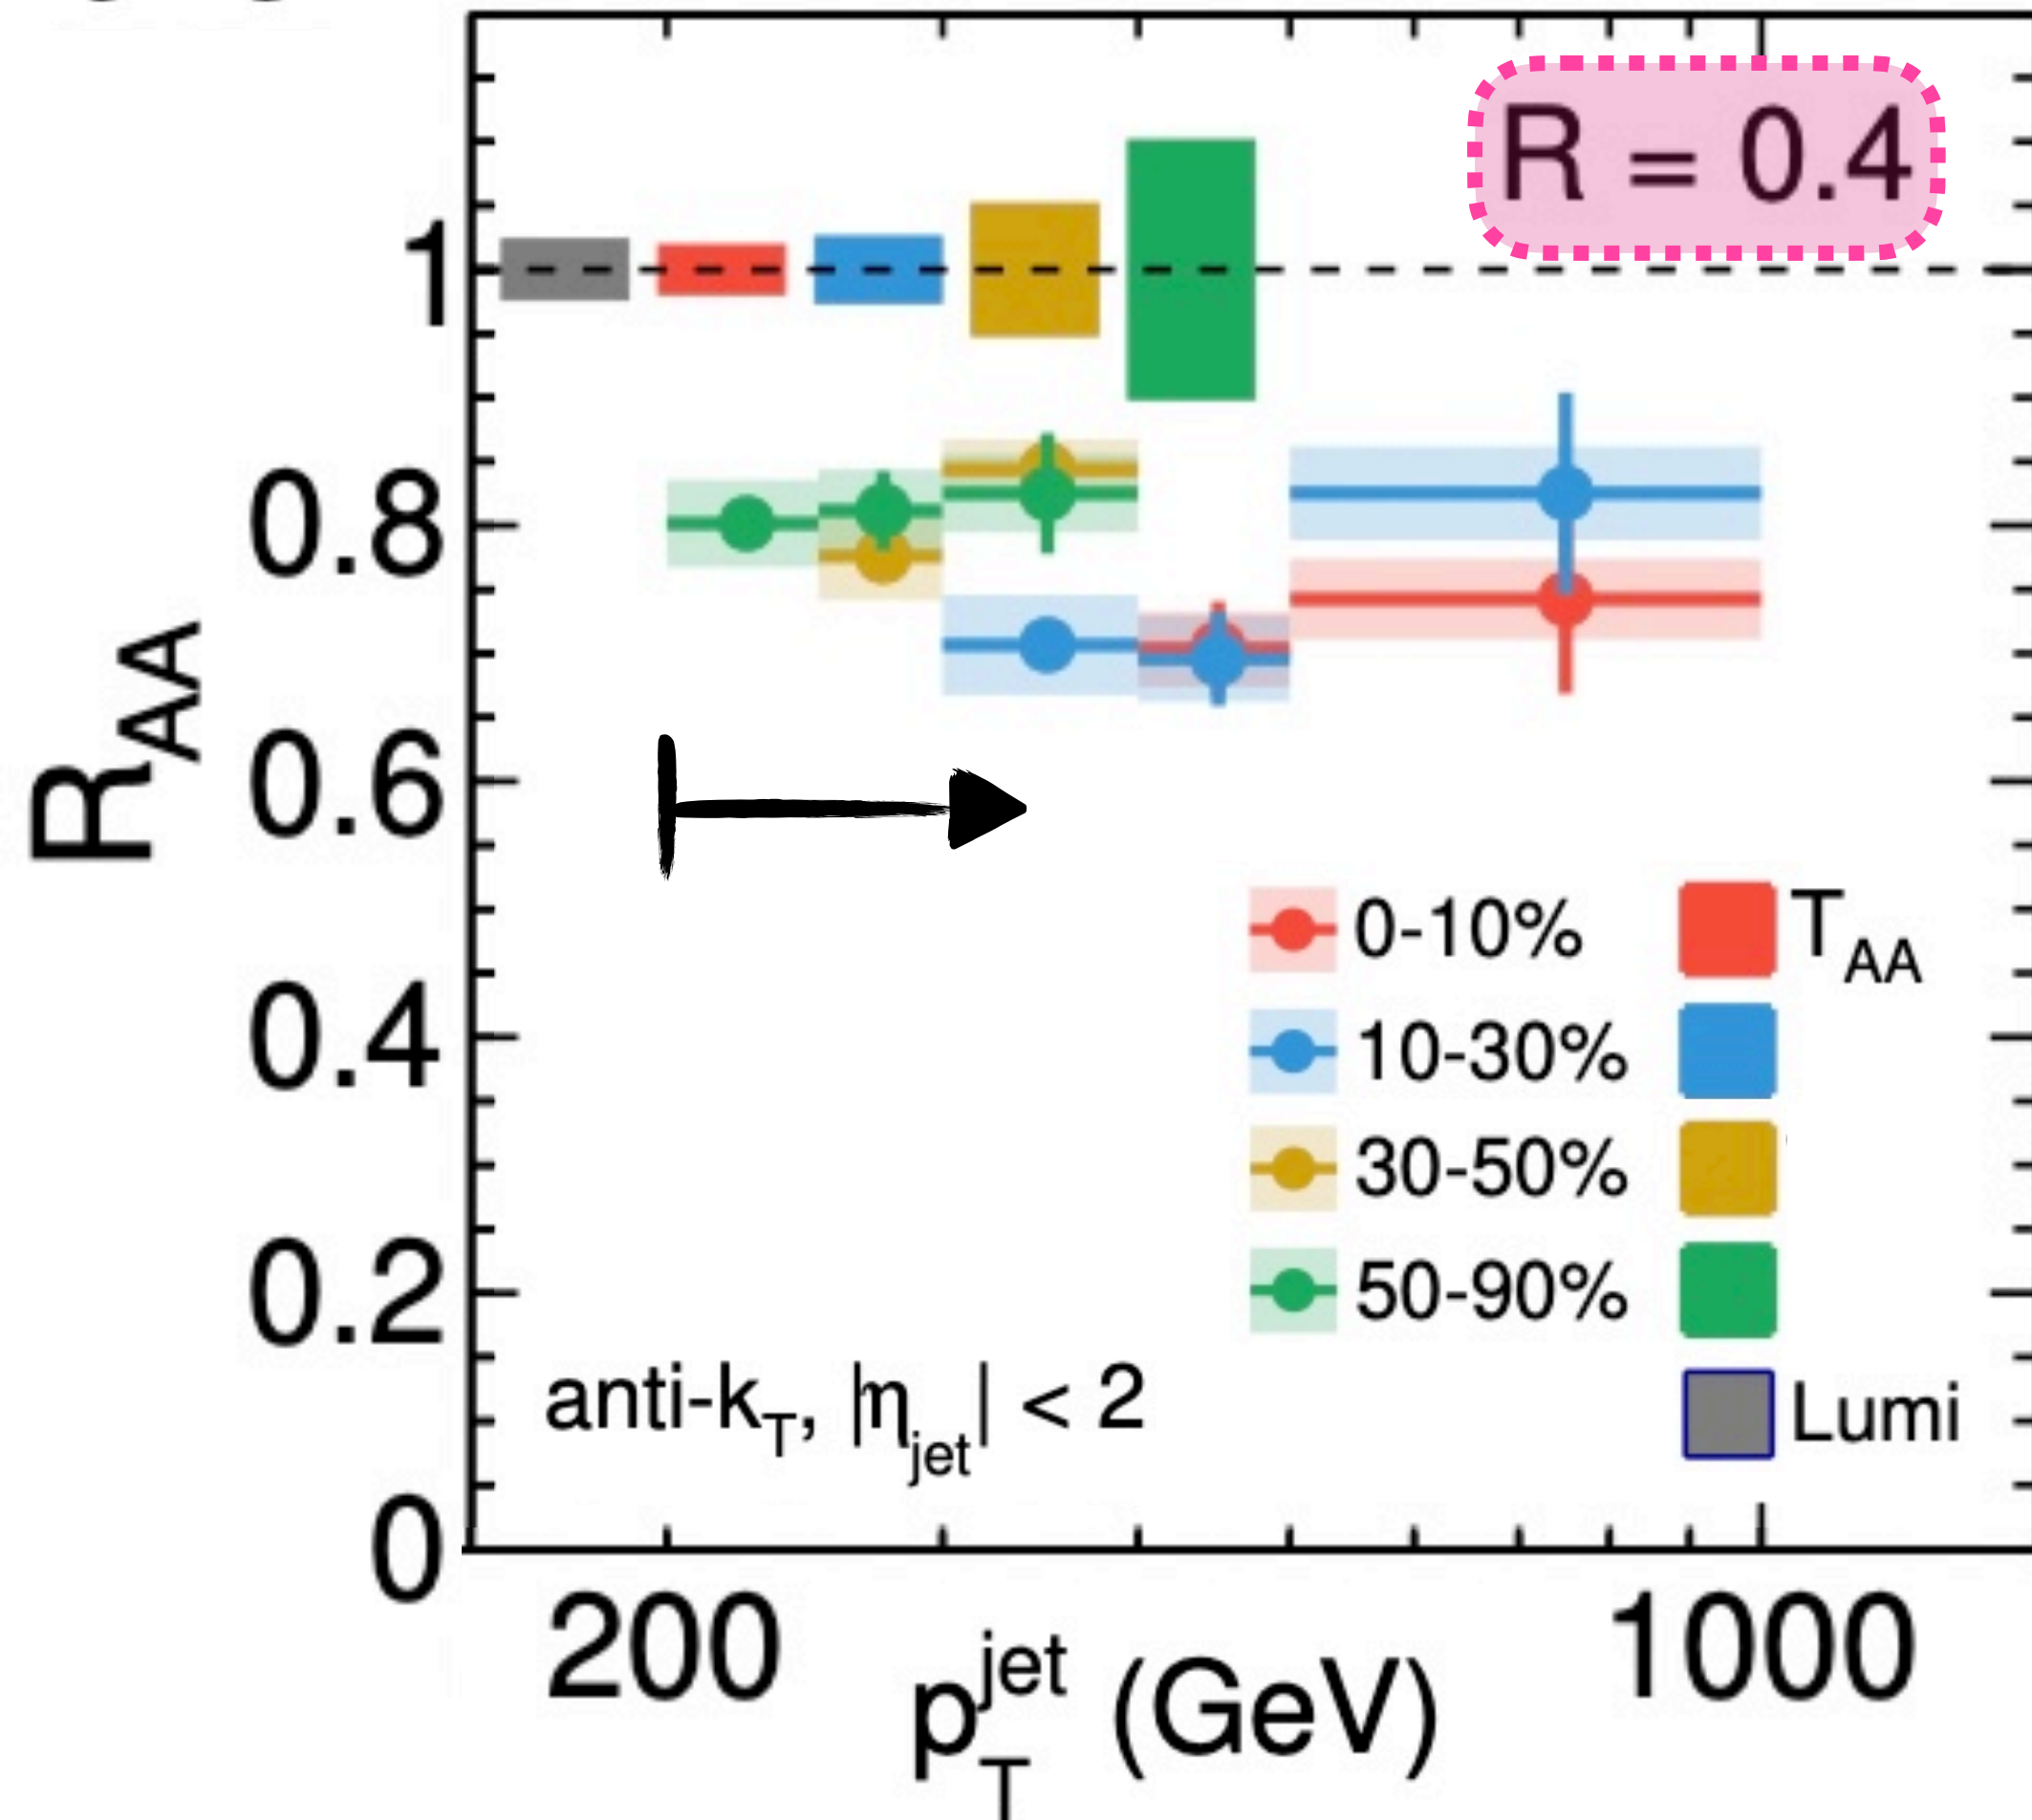 R = 0.4
1
0.8
0.6
0.4
0.2
0
R_AA
0-10% T_AA
10-30%
30-50%
50-90%
Lumi
anti-k_T, |η_jet| < 2
200 1000
p_T^jet (GeV)